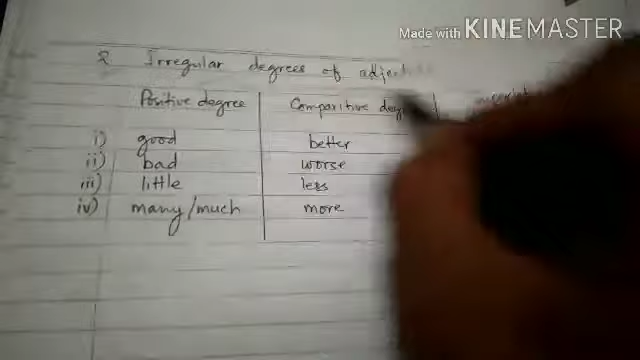 Made with KINEMASTER
2 Irregular degrees of
Positive degree Comparitive
i) good better
ii) bad worse
iii) little less
iv) many/much more